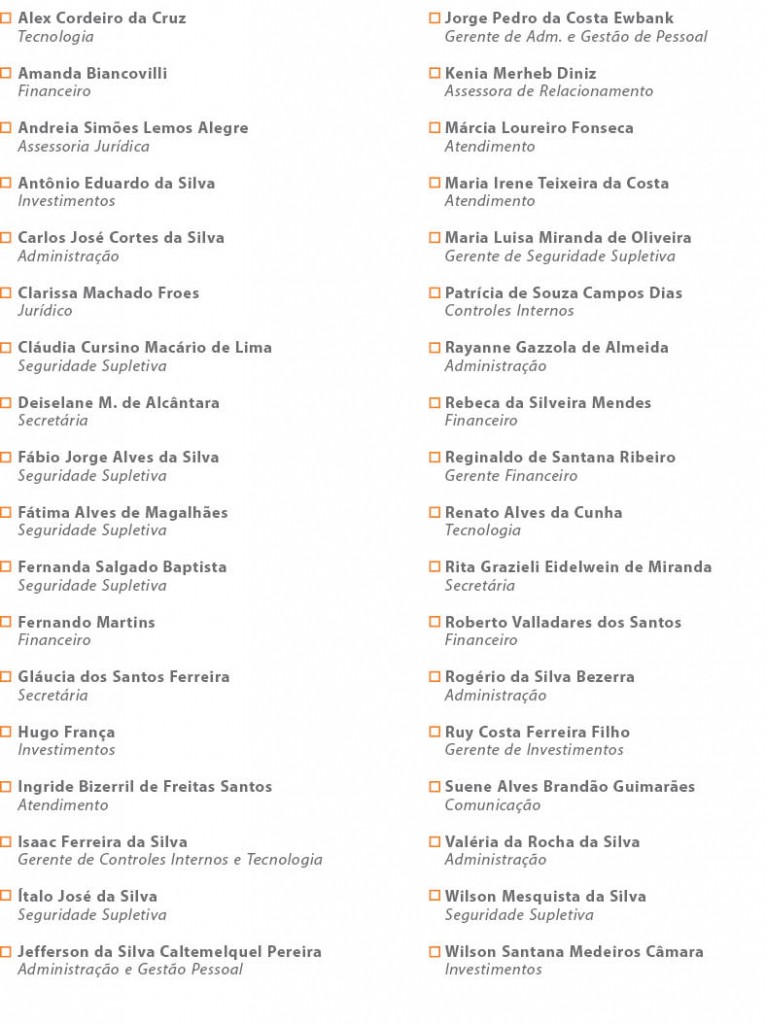 Alex Cordeiro da Cruz
Tecnologia
Amanda Biancovilli
Financeiro
Andreia Simões Lemos Alegre
Assessoria Jurídica
Antônio Eduardo da Silva
Investimentos
Carlos José Cortes da Silva
Administração
Clarissa Machado Froes
Jurídico
Cláudia Cursino Macário de Lima
Seguridade Supletiva
Deiselane M. de Alcântara
Secretária
Fábio Jorge Alves da Silva
Seguridade Supletiva
Fátima Alves de Magalhães
Seguridade Supletiva
Fernanda Salgado Baptista
Seguridade Supletiva
Fernando Martins
Financeiro
Gláucia dos Santos Ferreira
Secretária
Hugo França
Investimentos
Ingride Bizerril de Freitas Santos
Atendimento
Isaac Ferreira da Silva
Gerente de Controles Internos e Tecnologia
Ítalo José da Silva
Seguridade Supletiva
Jefferson da Silva Caltemelquel Pereira
Administração e Gestão Pessoal
Jorge Pedro da Costa Ewbank
Gerente de Adm. e Gestão de Pessoal
Kenia Merheb Diniz
Assessora de Relacionamento
Márcia Loureiro Fonseca
Atendimento
Maria Irene Teixeira da Costa
Atendimento
Maria Luisa Miranda de Oliveira
Gerente de Seguridade Supletiva
Patrícia de Souza Campos Dias
Controles Internos
Rayanne Gazzola de Almeida
Administração
Rebeca da Silveira Mendes
Financeiro
Reginaldo de Santana Ribeiro
Gerente Financeiro
Renato Alves da Cunha
Tecnologia
Rita Grazieli Eidelwein de Miranda
Secretária
Roberto Valladares dos Santos
Financeiro
Rogério da Silva Bezerra
Administração
Ruy Costa Ferreira Filho
Gerente de Investimentos
Suene Alves Brandão Guimarães
Comunicação
Valéria da Rocha da Silva
Administração
Wilson Mesquista da Silva
Seguridade Supletiva
Wilson Santana Medeiros Câmara
Investimentos